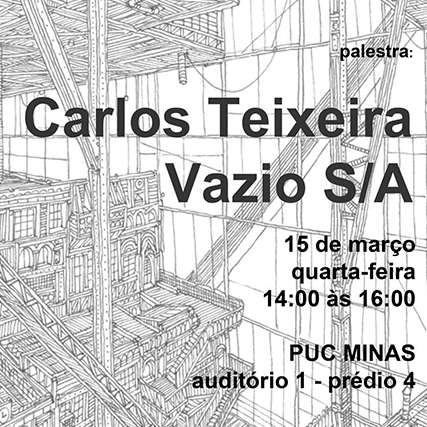 palestra:
Carlos Teixeira
Vazio S/A
15 de março
quarta-feira
14:00 às 16:00
PUC MINAS
auditório 1 - prédio 4